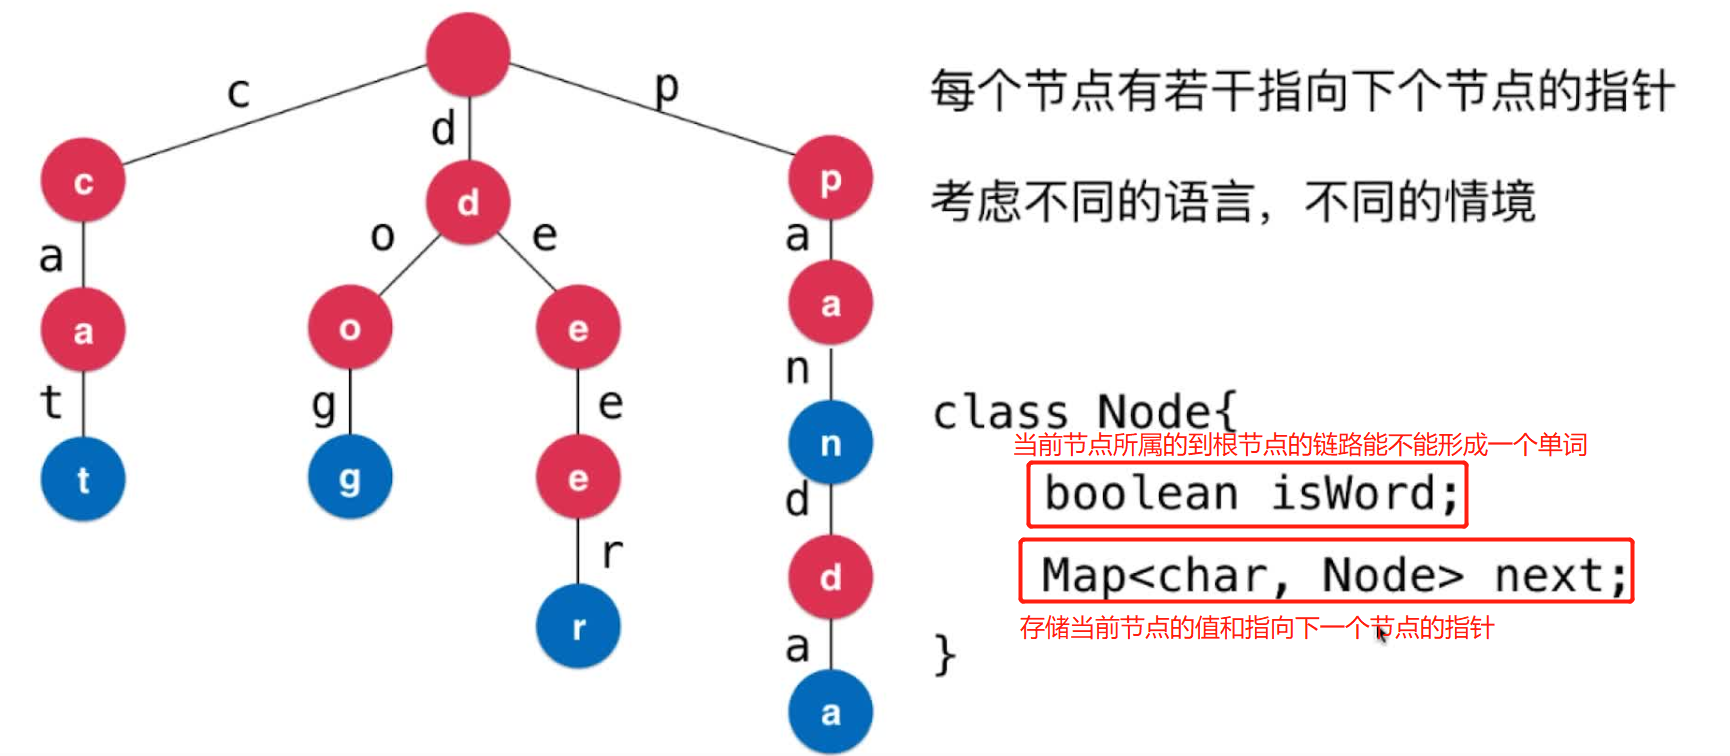 c
d
p
c
d
p
a
o
e
a
a
o
e
a
t
g
e
n
t
g
e
n
d
r
d
r
a
a
每个节点有若干指向下个节点的指针
考虑不同的语言，不同的情境
class Node{
当前节点所属的到根节点的链路能不能形成一个单词
boolean isWord;
Map<char, Node> next;
存储当前节点的值和指向下一个节点的指针
}